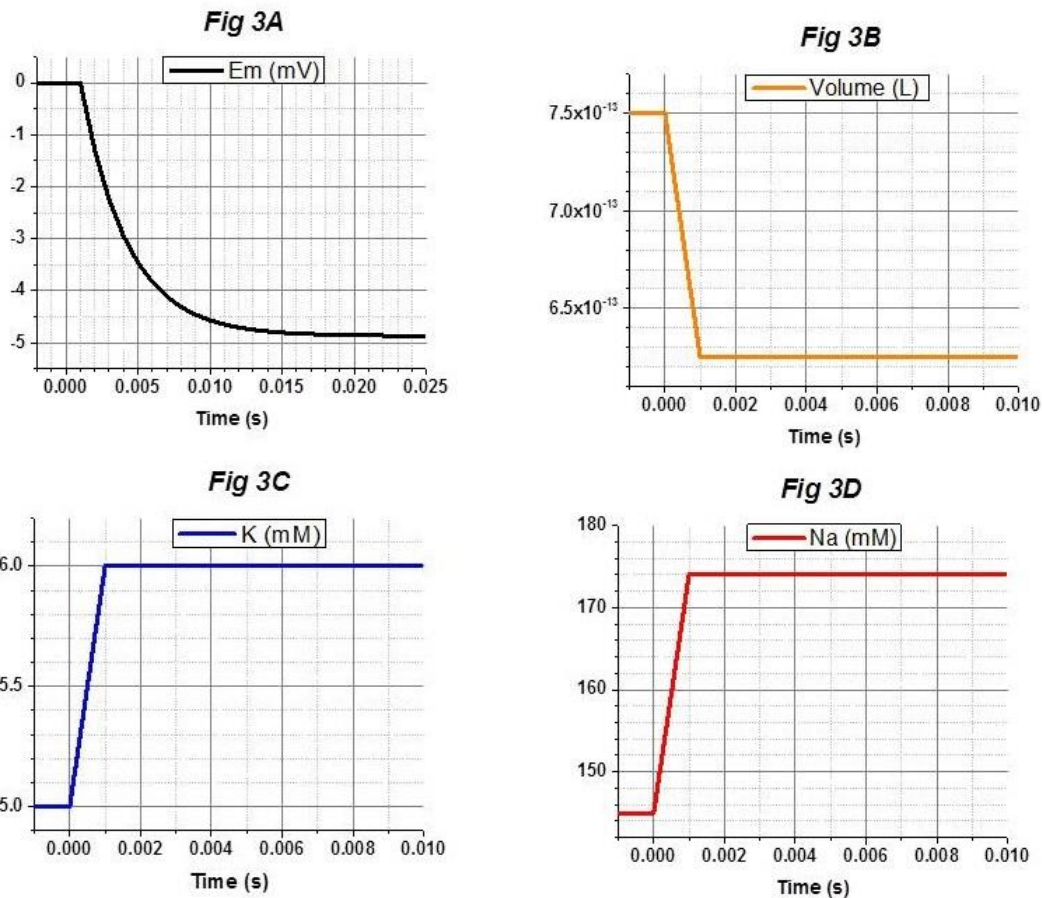 Fig 3A
Em (mV)
0
-1
-2
-3
-4
-5
0.000 0.005 0.010 0.015 0.020 0.025
Time (s)
Fig 3B
Volume (L)
7.5x10⁻¹³
7.0x10⁻¹³
6.5x10⁻¹³
0.000 0.002 0.004 0.006 0.008 0.010
Time (s)
Fig 3C
K (mM)
6.0
5.5
5.0
0.000 0.002 0.004 0.006 0.008 0.010
Time (s)
Fig 3D
Na (mM)
180
170
160
150
0.000 0.002 0.004 0.006 0.008 0.010
Time (s)